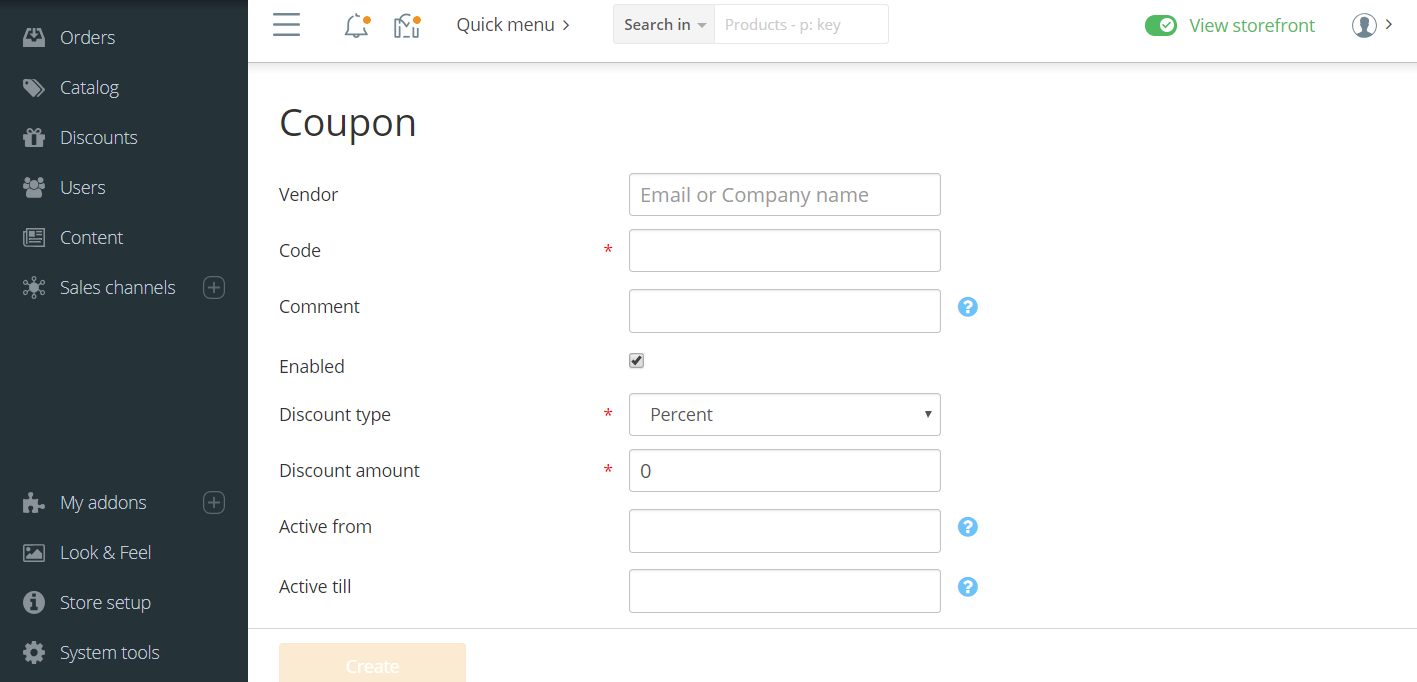 Orders
Catalog
Discounts
Users
Content
Sales channels
My addons
Look & Feel
Store setup
System tools
Quick menu
Search in Products - p: key
View storefront
Coupon
Vendor Email or Company name
Code *
Comment ?
Enabled
Discount type * Percent
Discount amount * 0
Active from ?
Active till ?
Create